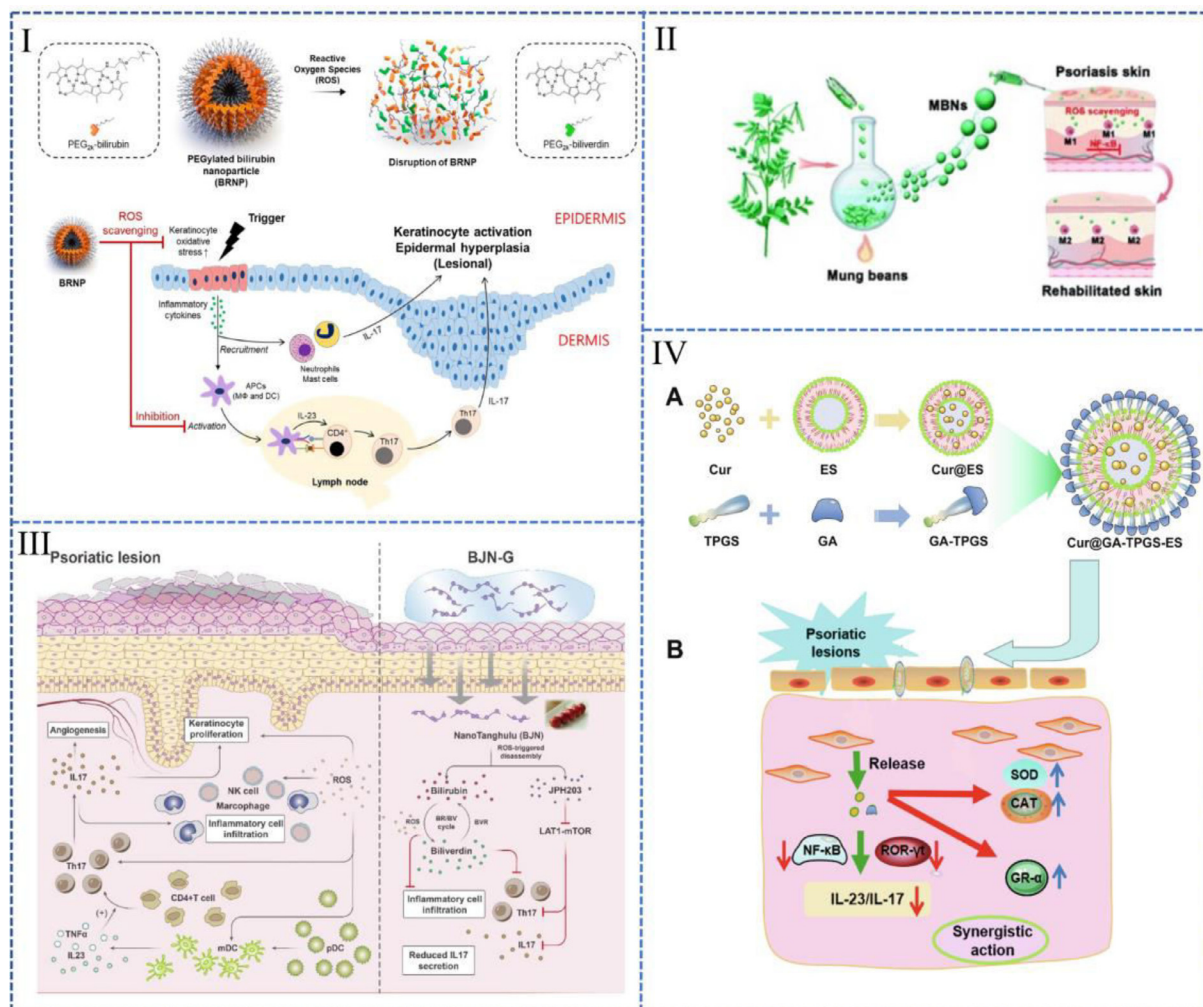 I
Reactive
Oxygen Species
(ROS)
PEG2k-bilirubin
PEGylated bilirubin
nanoparticle
(BRNP)
Disruption of BRNP
PEG2k-biliverdin
BRNP
ROS
scavenging
Keratinocyte
oxidative
stress↑
Trigger
Keratinocyte activation
Epidermal hyperplasia
(Lesional)
EPIDERMIS
DERMIS
Inflammatory
cytokines
Recruitment
Neutrophils
Mast cells
IL-17
APCs
(MΦ and DC)
Inhibition
Activation
IL-23
CD4+
Th17
Th17
IL-17
Lymph node
II
MBNs
Mung beans
Psoriasis skin
ROS scavenging
M1
M1
M1
NF-κB
M2
M2
M2
Rehabilitated skin
III
Psoriatic lesion
BJN-G
Angenesis
Keratinocyte
proliferation
IL17
NK cell
ROS
Marcophage
Inflammatory cell
infiltration
Th17
CD4+T cell
(+)
TNFα
IL23
mDC
pDC
NanoTanghulu (BJN)
ROS-triggered
disassembly
Bilirubin
JPH203
ROS
BR/BV
cycle
BVR
LAT1-mTOR
Biliverdin
Inflammatory cell
infiltration
Th17
IL17
Reduced IL17
secretion
IV
A
Cur
ES
Cur@ES
TPGS
GA
GA-TPGS
Cur@GA-TPGS-ES
B
Psoriatic
lesions
Release
SOD
CAT
NF-κB
ROR-γt
GR-α
IL-23/IL-17
Synergistic
action